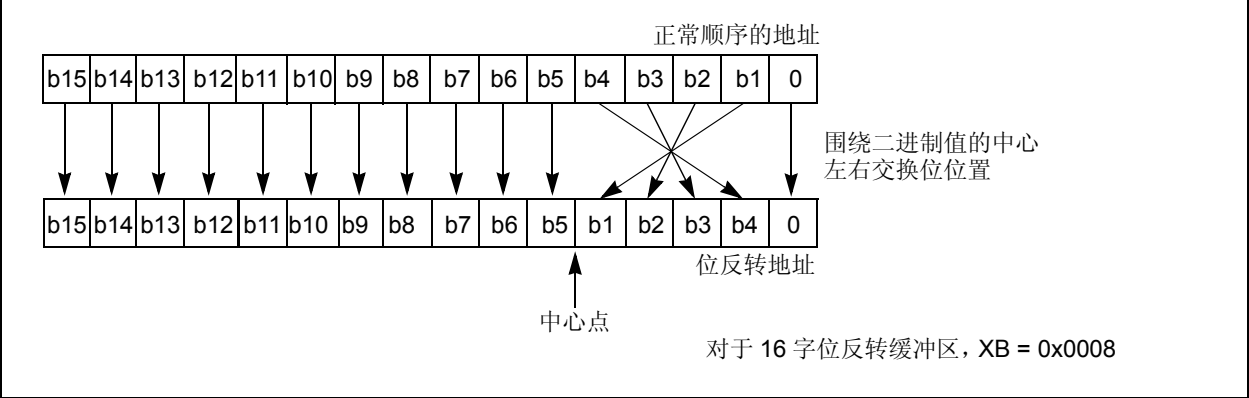 正常顺序的地址
b15 b14 b13 b12 b11 b10 b9 b8 b7 b6 b5 b4 b3 b2 b1 0
围绕二进制值的中心
左右交换位位置
b15 b14 b13 b12 b11 b10 b9 b8 b7 b6 b5 b1 b2 b3 b4 0
位反转地址
中心点
对于 16 字位反转缓冲区，XB = 0x0008